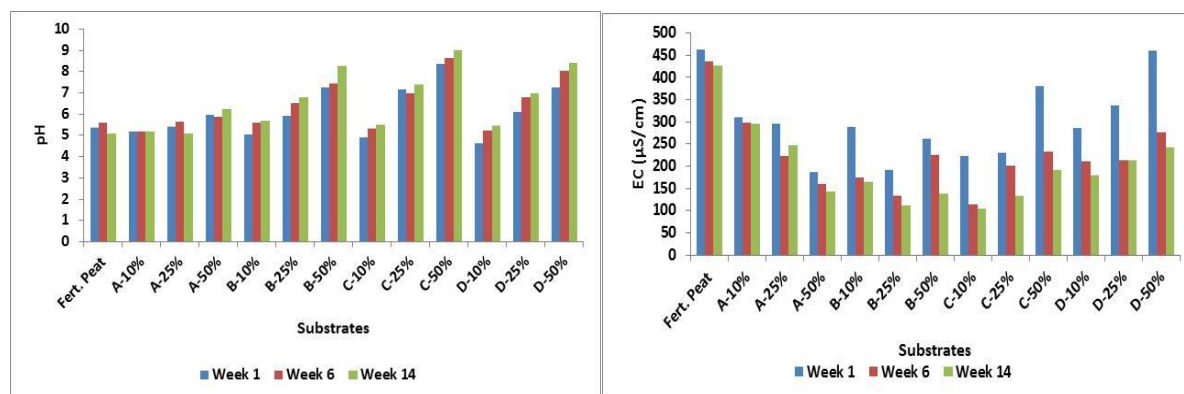 10
9
8
7
6
5
4
3
2
1
0
pH
Fert. Peat
A-10%
A-25%
A-50%
B-10%
B-25%
B-50%
C-10%
C-25%
C-50%
D-10%
D-25%
D-50%
Substrates
Week 1 Week 6 Week 14
500
450
400
350
300
250
200
150
100
50
0
EC (µS/cm)
Fert. Peat
A-10%
A-25%
A-50%
B-10%
B-25%
B-50%
C-10%
C-25%
C-50%
D-10%
D-25%
D-50%
Substrates
Week 1 Week 6 Week 14